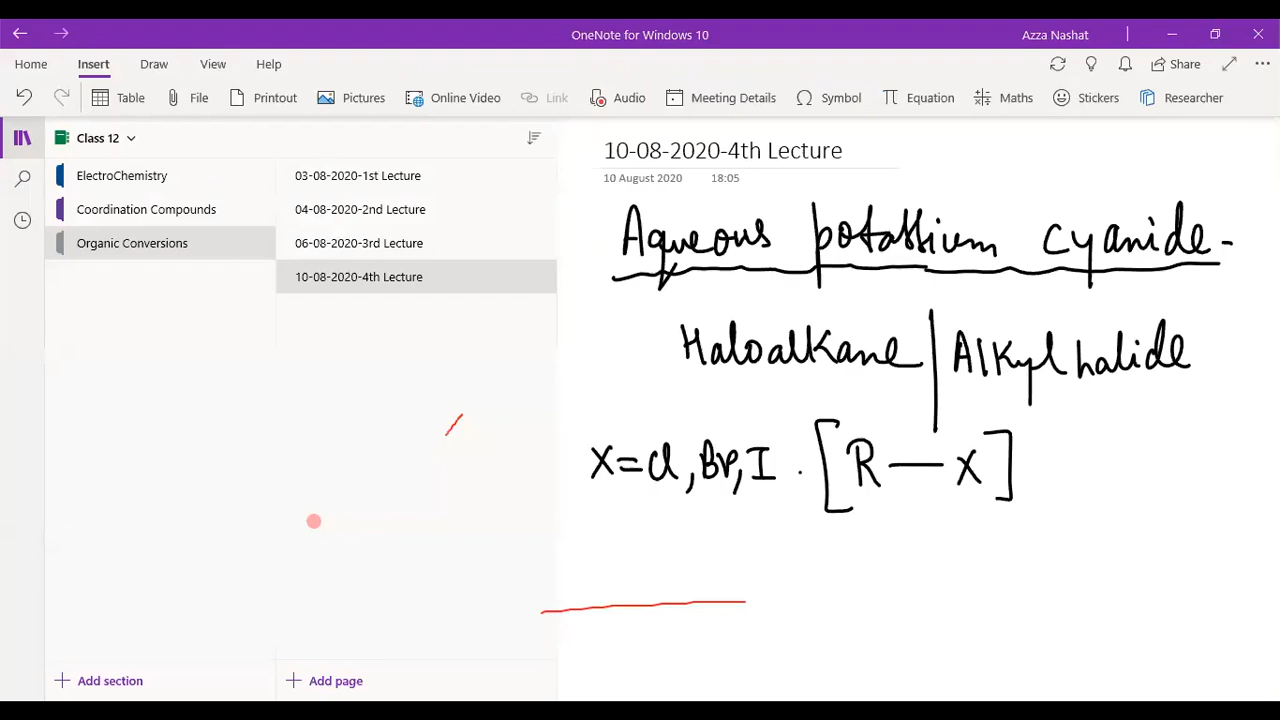 OneNote for Windows 10
Azza Nashat
Home Insert Draw View Help
Share
Table File Printout Pictures Online Video Link Audio Meeting Details Symbol Equation Maths Stickers Researcher
Class 12
ElectroChemistry
Coordination Compounds
Organic Conversions
03-08-2020-1st Lecture
04-08-2020-2nd Lecture
06-08-2020-3rd Lecture
10-08-2020-4th Lecture
Add section
Add page
10-08-2020-4th Lecture
10 August 2020 18:05
Aqueous potassium cyanide -
Haloalkane | Alkyl halide
X=Cl, Br, I . [R — X]